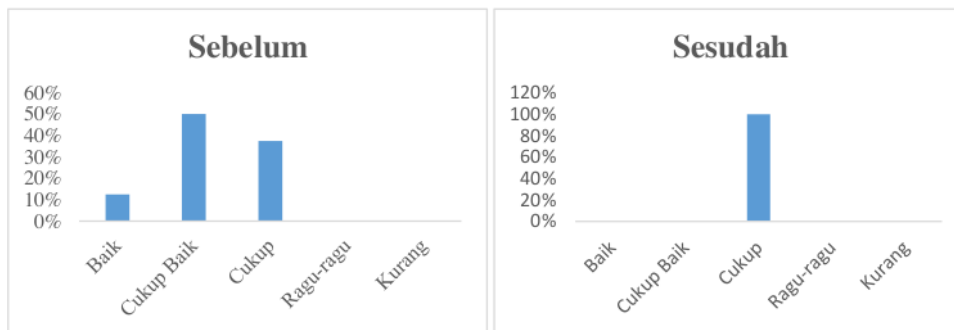 Sebelum
60%
50%
40%
30%
20%
10%
0%
Baik
Cukup Baik
Cukup
Ragu-ragu
Kurang
Sesudah
120%
100%
80%
60%
40%
20%
0%
Baik
Cukup Baik
Cukup
Ragu-ragu
Kurang